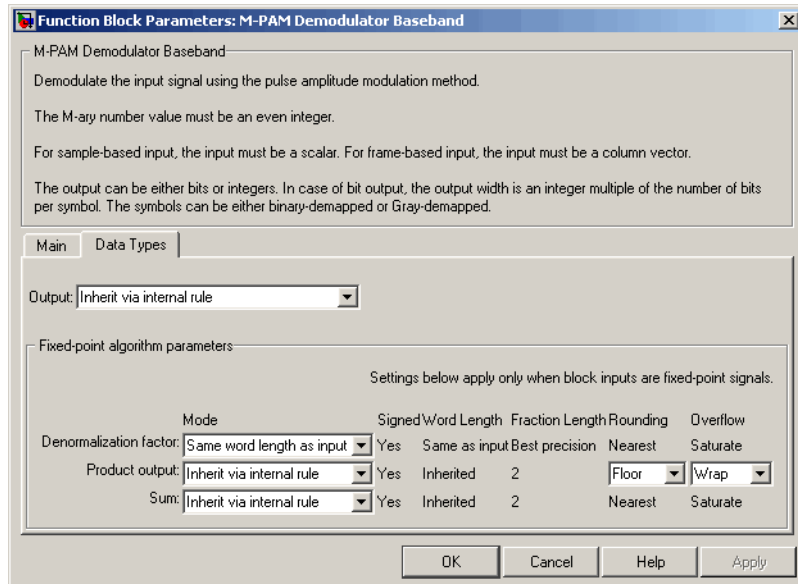 Function Block Parameters: M-PAM Demodulator Baseband
M-PAM Demodulator Baseband
Demodulate the input signal using the pulse amplitude modulation method.
The M-ary number value must be an even integer.
For sample-based input, the input must be a scalar. For frame-based input, the input must be a column vector.
The output can be either bits or integers. In case of bit output, the output width is an integer multiple of the number of bits
per symbol. The symbols can be either binary-demapped or Gray-demapped.
Main Data Types
Output: Inherit via internal rule
Fixed-point algorithm parameters
Settings below apply only when block inputs are fixed-point signals.
Mode Signed Word Length Fraction Length Rounding Overflow
Denormalization factor: Same word length as input Yes Same as input Best precision Nearest Saturate
Product output: Inherit via internal rule Yes Inherited 2 Floor Wrap
Sum: Inherit via internal rule Yes Inherited 2 Nearest Saturate
OK Cancel Help Apply